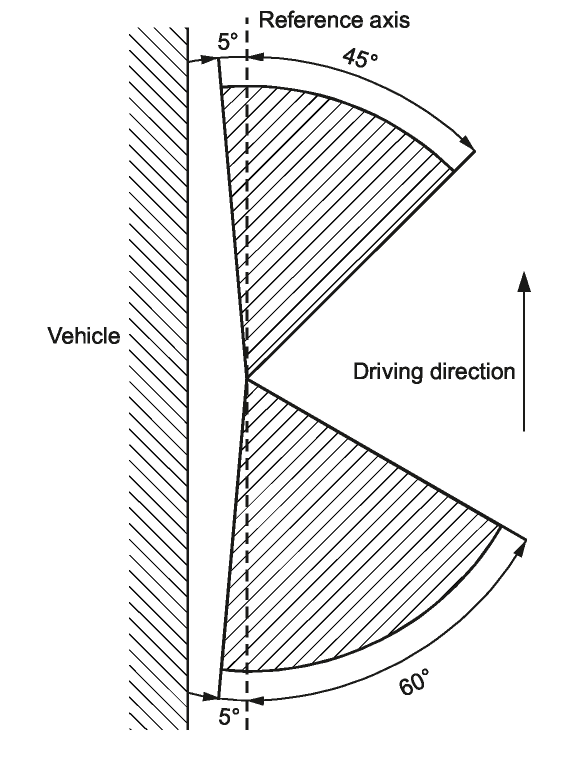 Reference axis
5°
45°
Vehicle
Driving direction
60°
5°